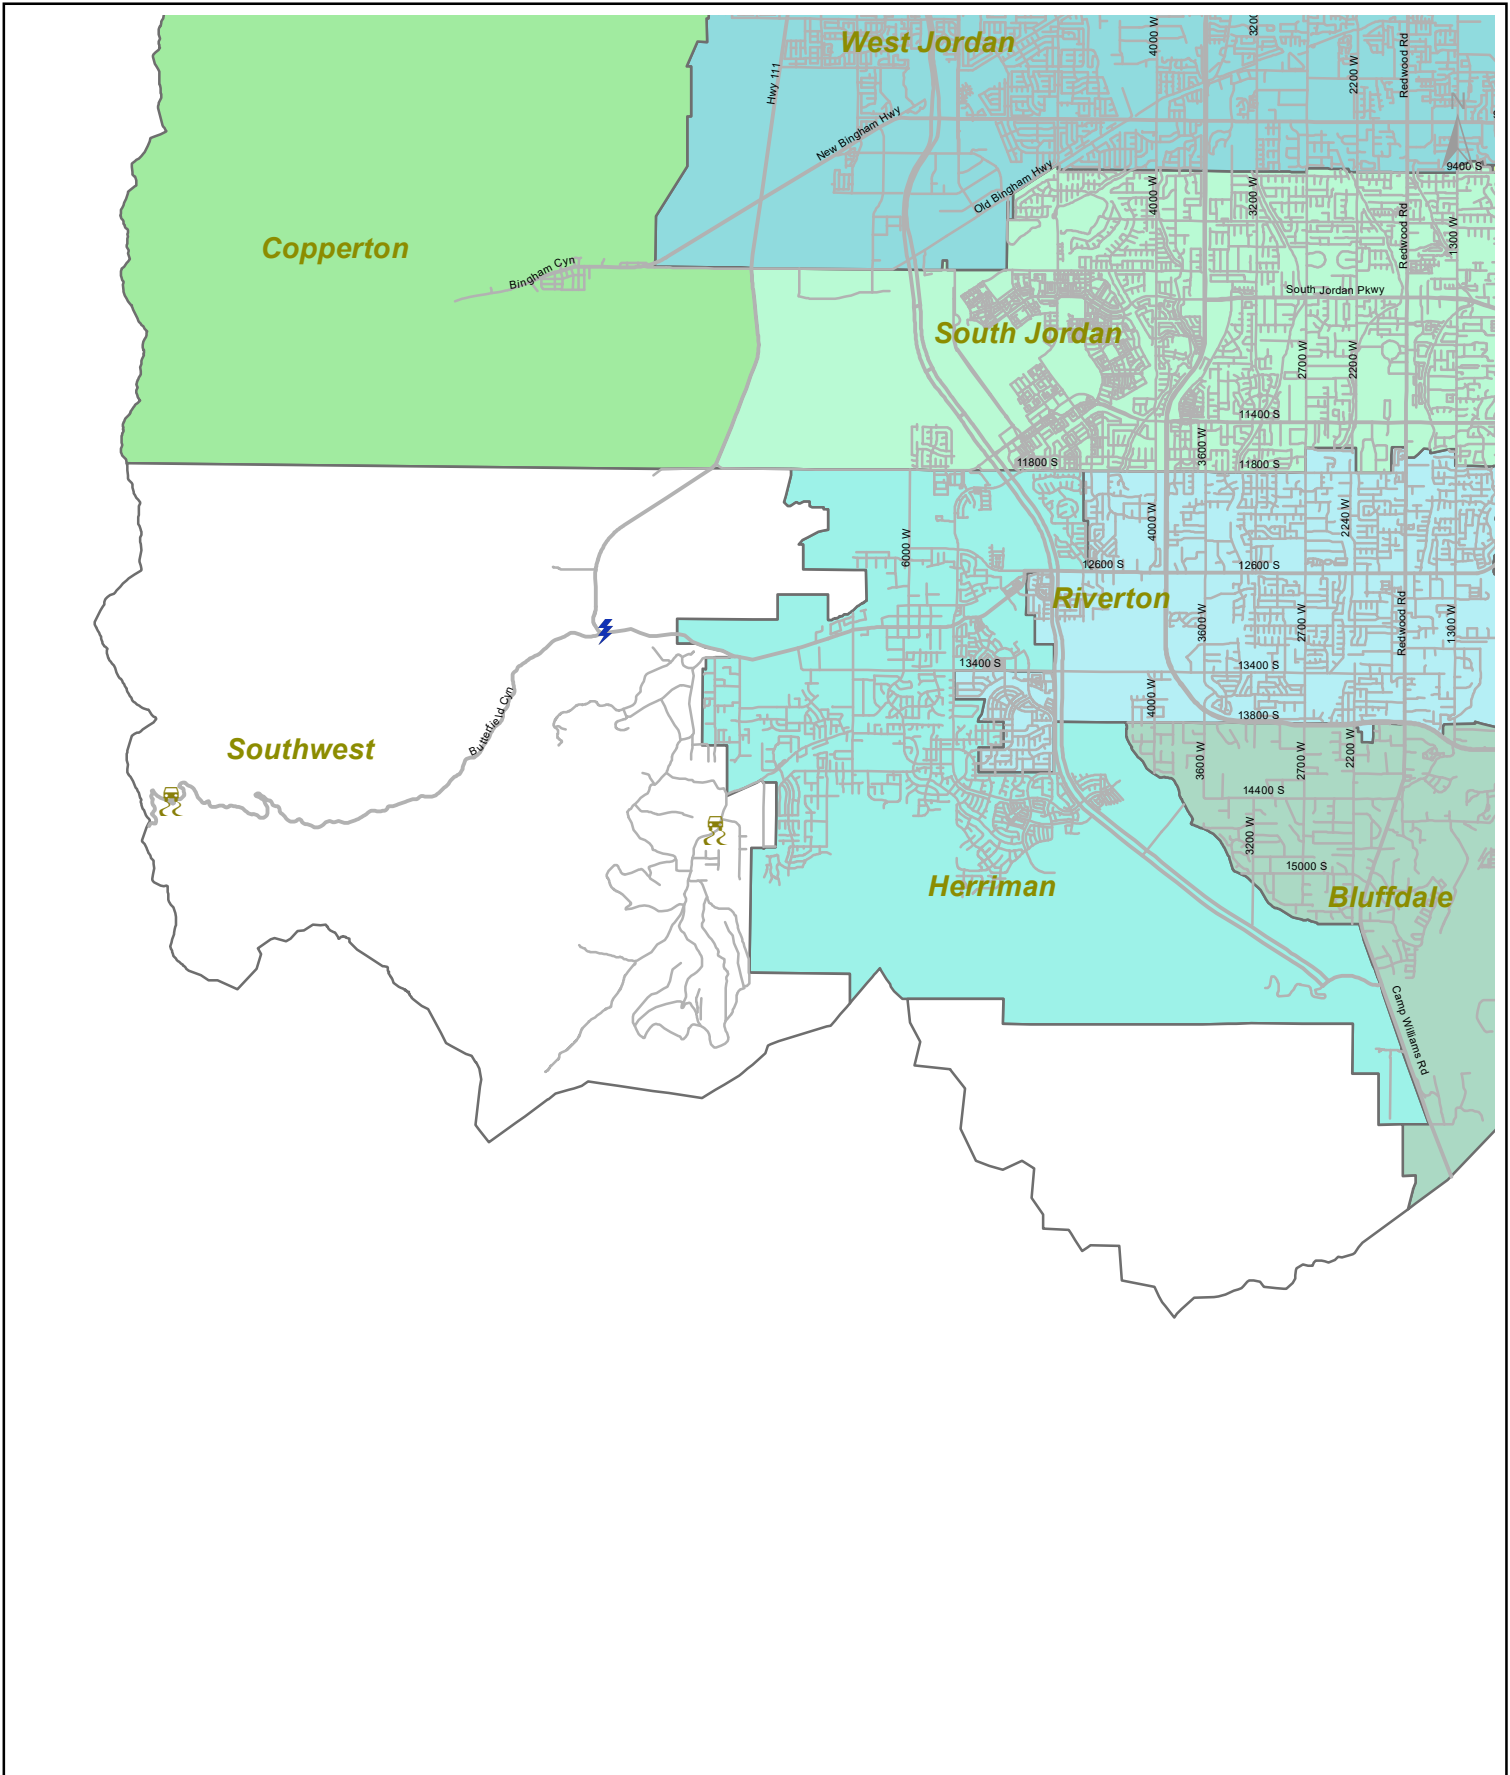 West Jordan
4000 W
3200
2200 W
Redwood Rd
Hwy 111
N
New Bingham Hwy
9400 S
Old Bingham Hwy
4000 W
3200 W
Redwood Rd
1300 W
Copperton
Bingham Cyn
South Jordan Pkwy
South Jordan
2700 W
2200 W
11400 S
3600 W
11800 S
11800 S
4000 W
2240 W
6000 W
12600 S
12600 S
Riverton
3600 W
2700 W
Redwood Rd
1300 W
13400 S
13400 S
4000 W
13800 S
Butterfield Cyn
Southwest
3600 W
2700 W
2200 W
14400 S
3200 W
15000 S
Herriman
Bluffdale
Camp Williams Rd